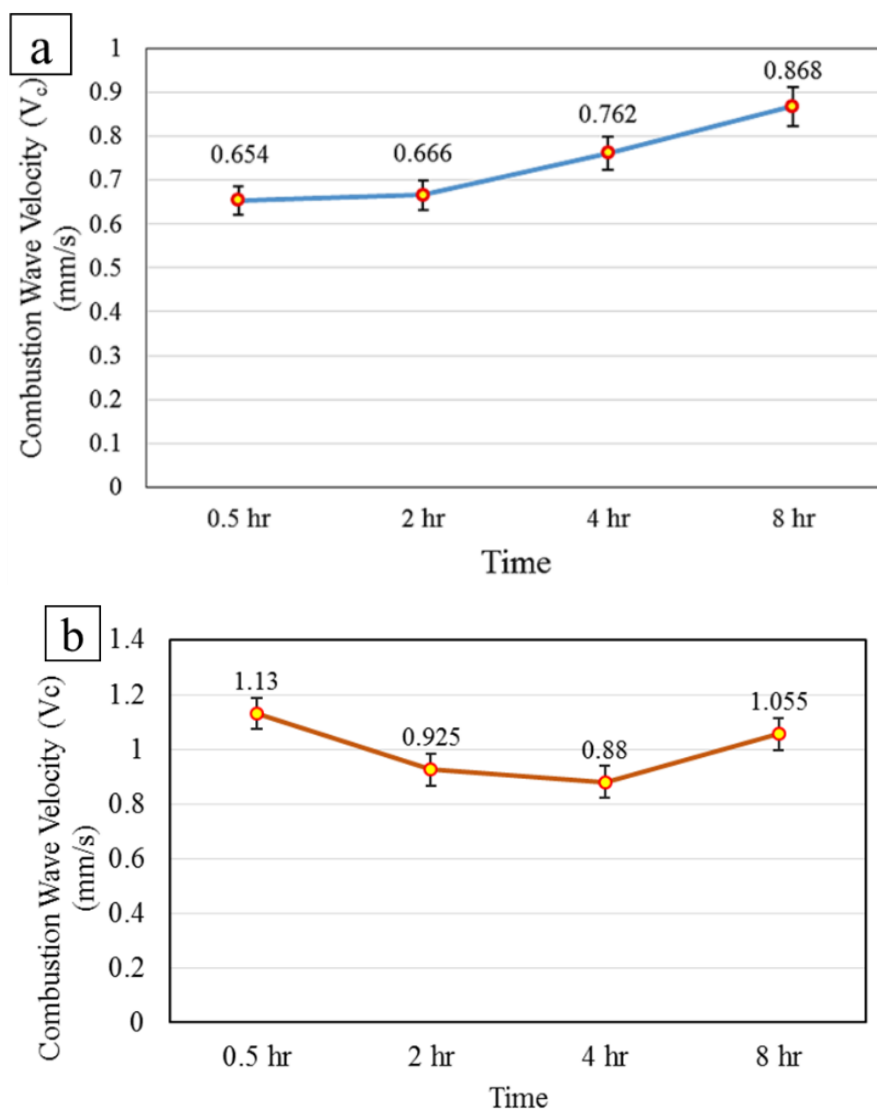 a
Combustion Wave Velocity (Vc)
(mm/s)
1
0.9
0.8
0.7
0.6
0.5
0.4
0.3
0.2
0.1
0
0.654
0.666
0.762
0.868
0.5 hr
2 hr
4 hr
8 hr
Time
b
Combustion Wave Velocity (Vc)
(mm/s)
1.4
1.2
1
0.8
0.6
0.4
0.2
0
1.13
0.925
0.88
1.055
0.5 hr
2 hr
4 hr
8 hr
Time